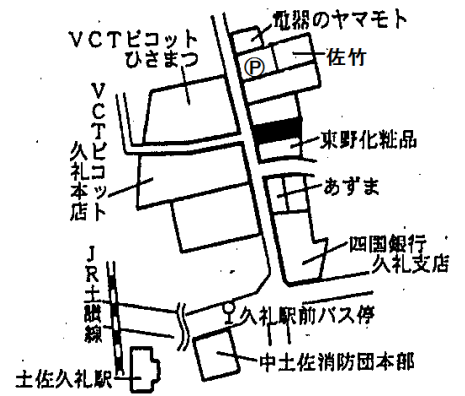 電器のヤマモト
VCTピコット
ひさまつ
Ⓟ
佐竹
VCTピコット
久礼本店
東野化粧品
あずま
四国銀行
久礼支店
JR土讃線
久礼駅前バス停
中土佐消防団本部
土佐久礼駅